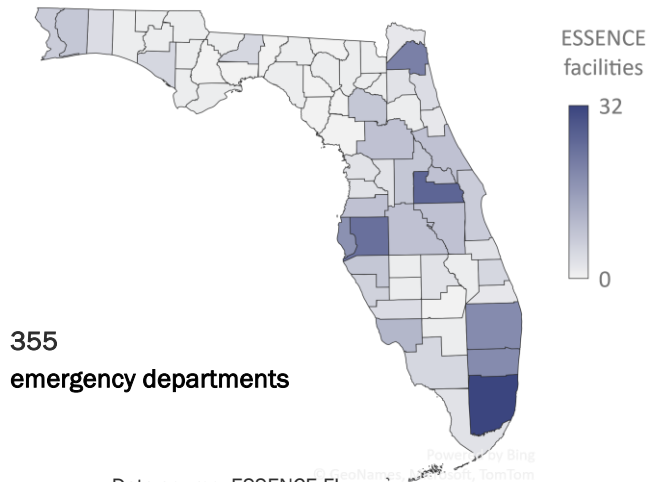 ESSENCE
facilities
32
0
355
emergency departments
Powered by Bing
© GeoNames, Microsoft, TomTom